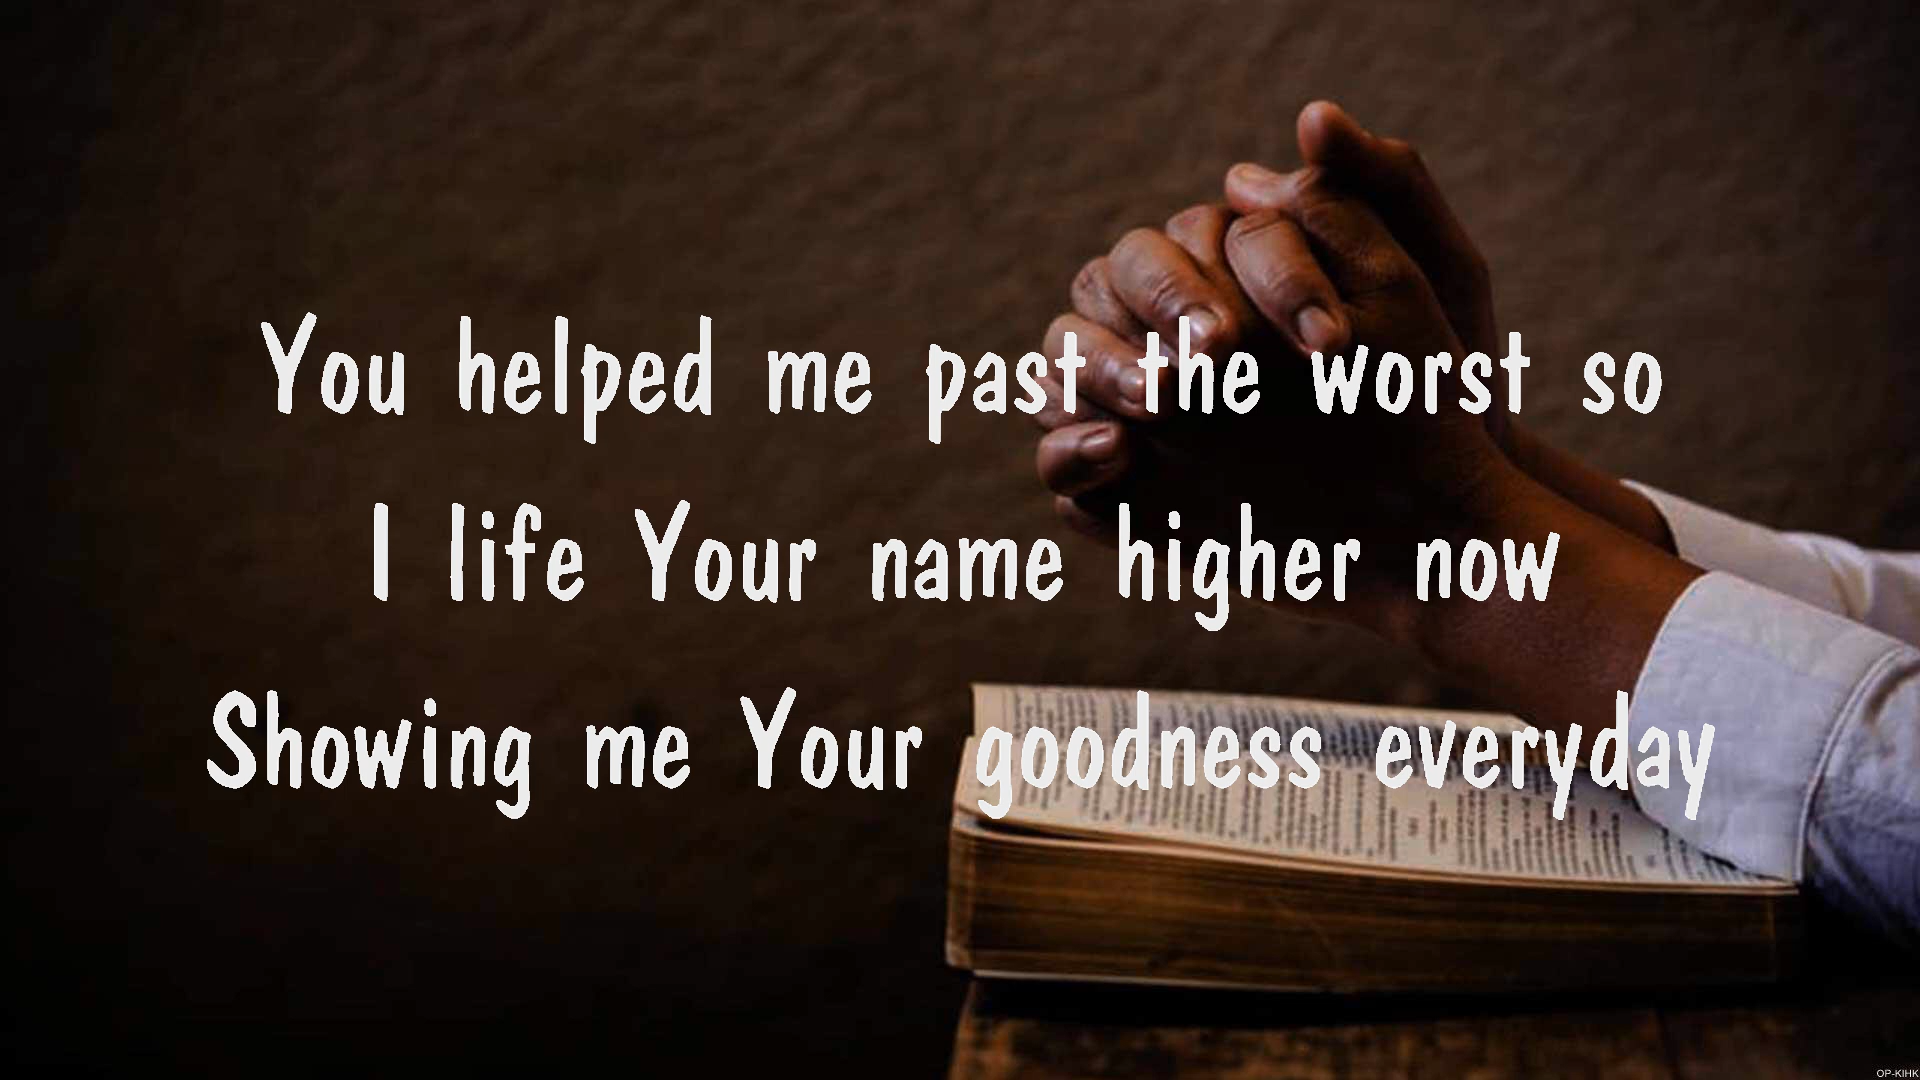 You helped me past the worst so
I life Your name higher now
Showing me Your goodness everyday
OP-KIHK